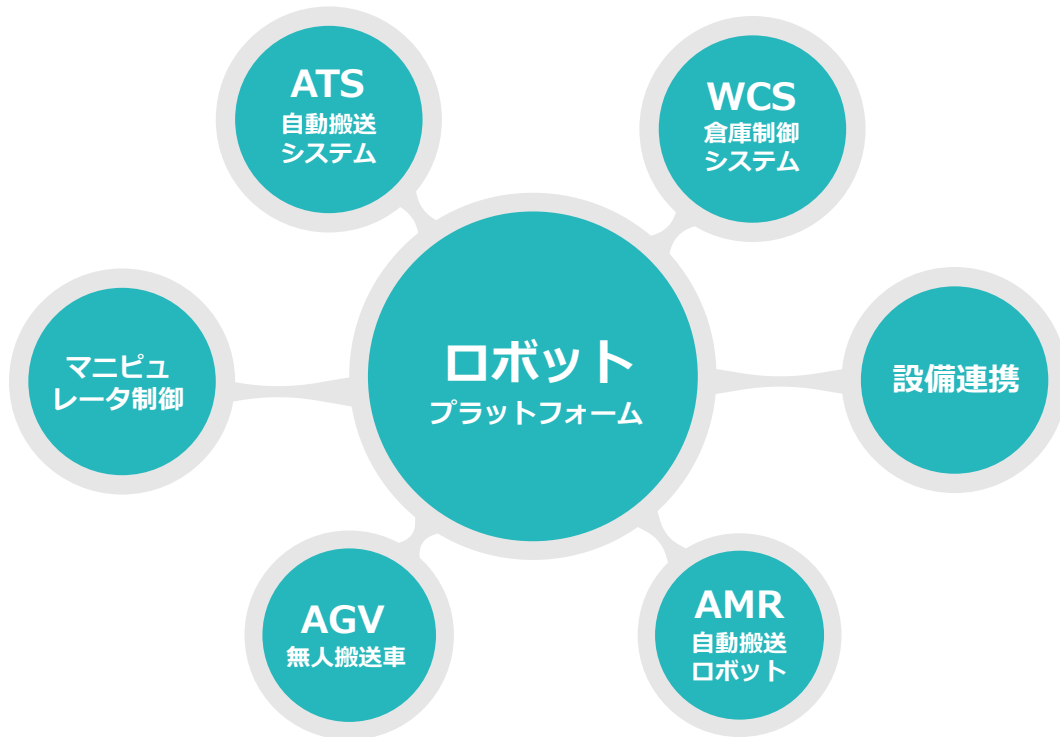 ATS
自動搬送
システム
WCS
倉庫制御
システム
マニピュ
レータ制御
ロボット
プラットフォーム
設備連携
AGV
無人搬送車
AMR
自動搬送
ロボット